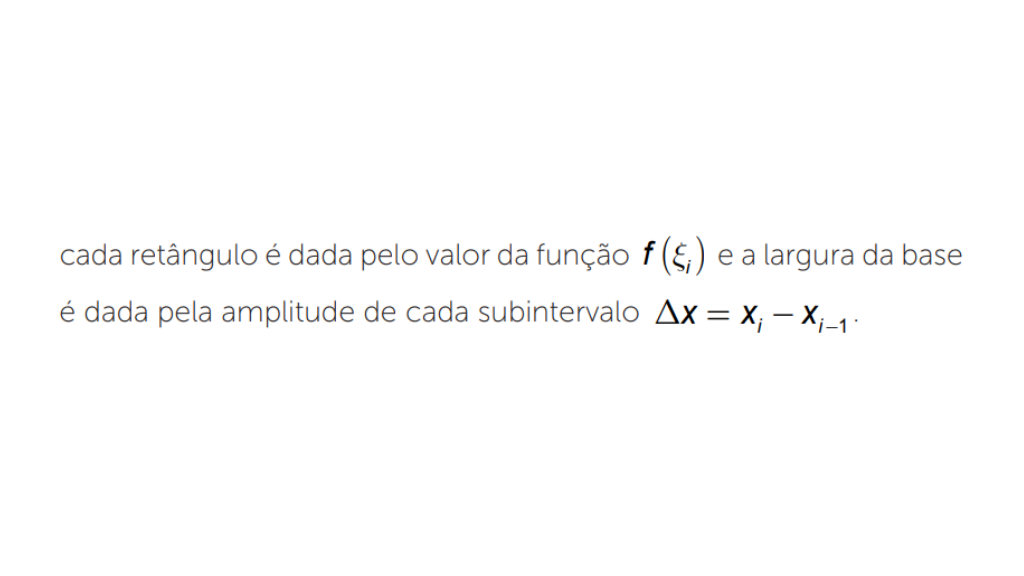 cada retângulo é dada pelo valor da função f(ξᵢ) e a largura da base
é dada pela amplitude de cada subintervalo Δx = xᵢ − xᵢ₋₁.